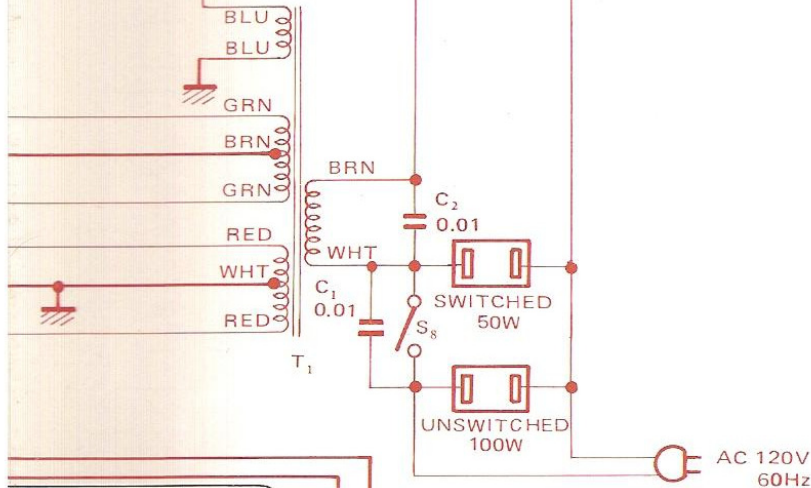 BLU
BLU
GRN
BRN
GRN
BRN
C₂
0.01
RED
WHT
WHT
C₁
0.01
RED
SWITCHED
50W
S₈
T₁
UNSWITCHED
100W
AC 120V
60Hz